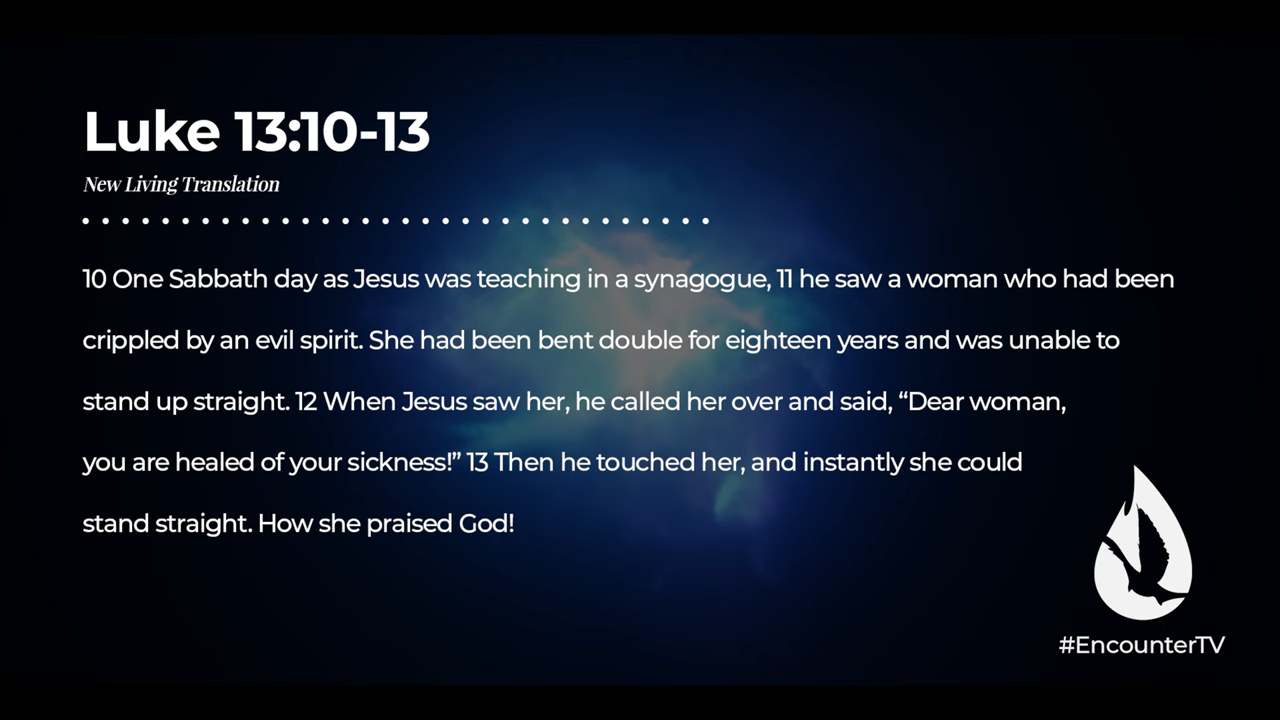 Luke 13:10-13
New Living Translation
10 One Sabbath day as Jesus was teaching in a synagogue, 11 he saw a woman who had been
crippled by an evil spirit. She had been bent double for eighteen years and was unable to
stand up straight. 12 When Jesus saw her, he called her over and said, “Dear woman,
you are healed of your sickness!” 13 Then he touched her, and instantly she could
stand straight. How she praised God!
#EncounterTV